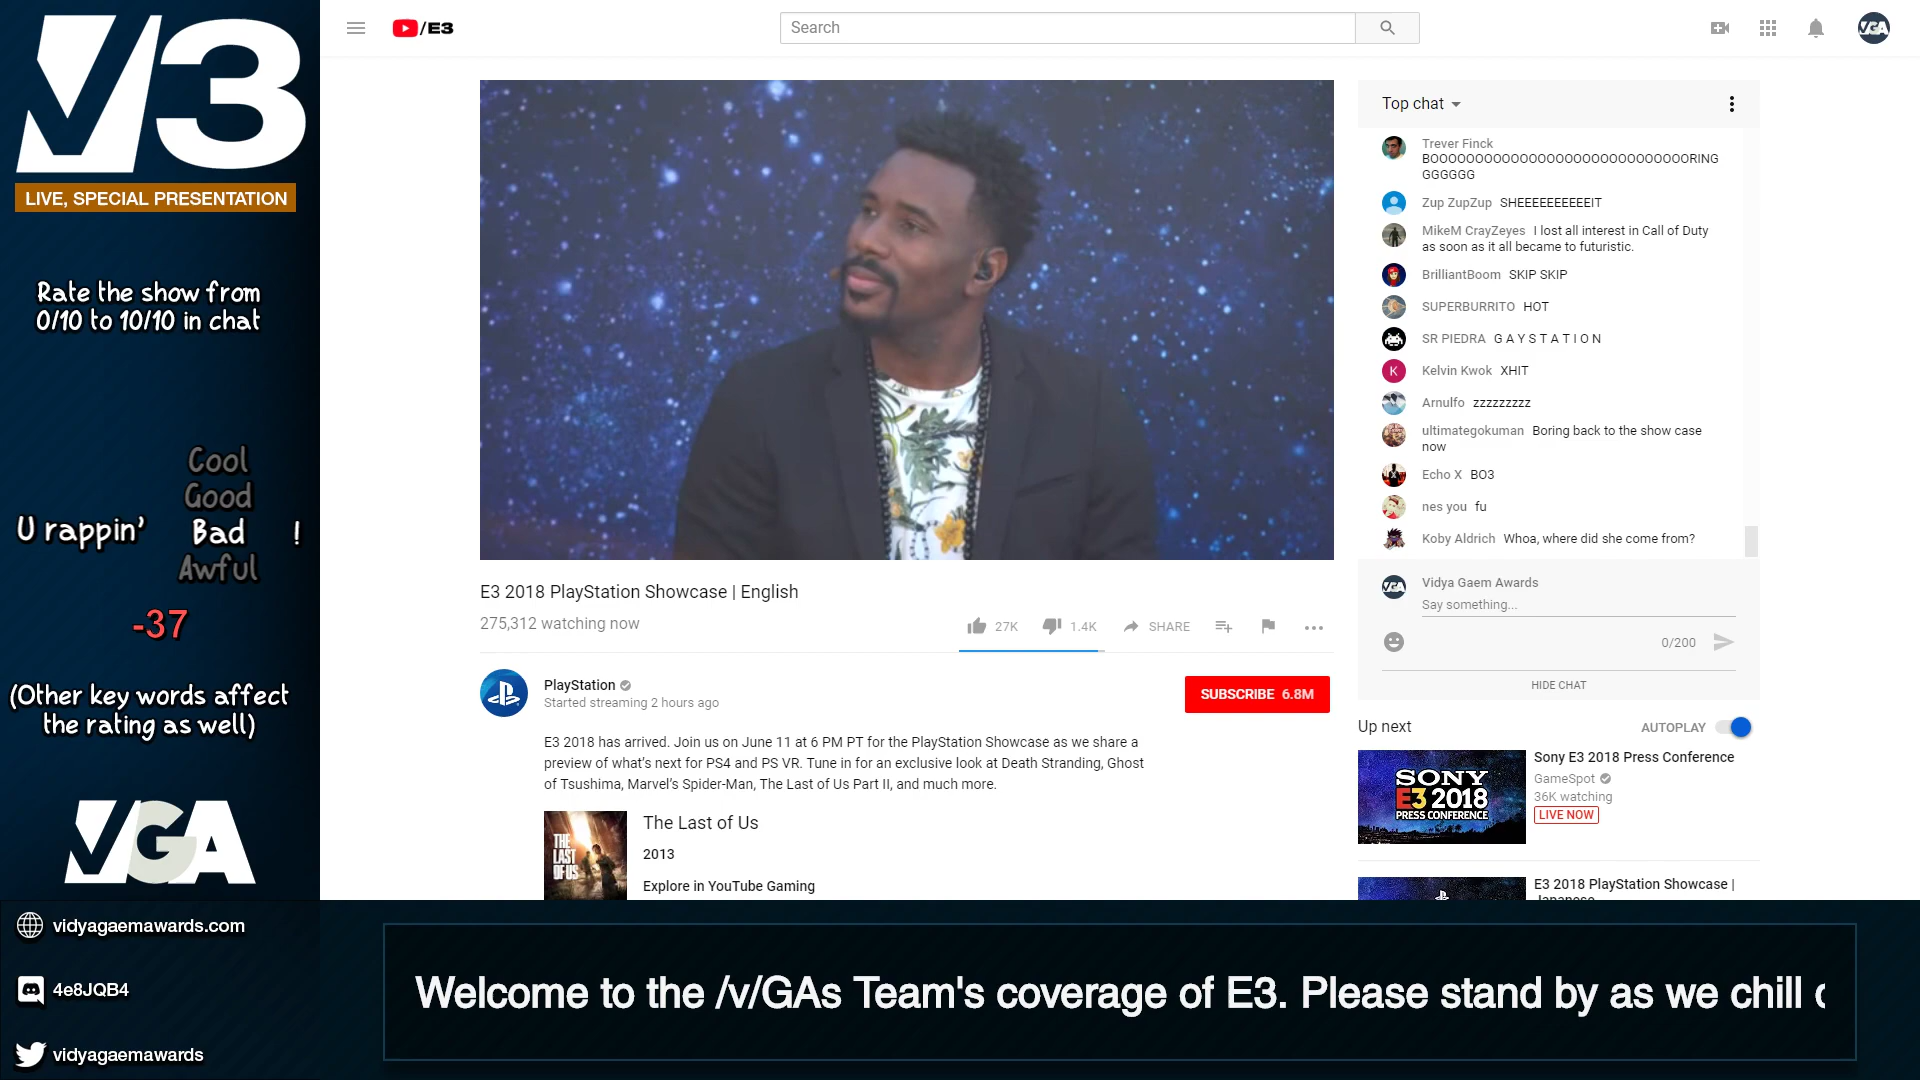 V3
LIVE, SPECIAL PRESENTATION
Rate the show from
0/10 to 10/10 in chat
Cool
Good
U rappin' Bad !
Awful
-37
(Other key words affect
the rating as well)
VGA
vidyagaemawards.com
4e8JQB4
vidyagaemawards
/E3
Search
VGA
E3 2018 PlayStation Showcase | English
275,312 watching now
27K
1.4K
SHARE
PlayStation
Started streaming 2 hours ago
SUBSCRIBE 6.8M
E3 2018 has arrived. Join us on June 11 at 6 PM PT for the PlayStation Showcase as we share a
preview of what's next for PS4 and PS VR. Tune in for an exclusive look at Death Stranding, Ghost
of Tsushima, Marvel's Spider-Man, The Last of Us Part II, and much more.
THE
LAST
OF US
The Last of Us
2013
Explore in YouTube Gaming
Top chat
Trever Finck
BOOOOOOOOOOOOOOOOOOOOOOOOOOOOORING
GGGGGG
Zup ZupZup SHEEEEEEEEEEIT
MikeM CrayZeyes I lost all interest in Call of Duty
as soon as it all became to futuristic.
BrilliantBoom SKIP SKIP
SUPERBURRITO HOT
SR PIEDRA G A Y S T A T I O N
K
Kelvin Kwok XHIT
Arnulfo zzzzzzzzz
ultimategokuman Boring back to the show case
now
Echo X BO3
nes you fu
Koby Aldrich Whoa, where did she come from?
VGA
Vidya Gaem Awards
Say something...
0/200
HIDE CHAT
Up next
AUTOPLAY
SONY
E3 2018
PRESS CONFERENCE
Sony E3 2018 Press Conference
GameSpot
36K watching
LIVE NOW
E3 2018 PlayStation Showcase |
Japanese
Welcome to the /v/GAs Team's coverage of E3. Please stand by as we chill